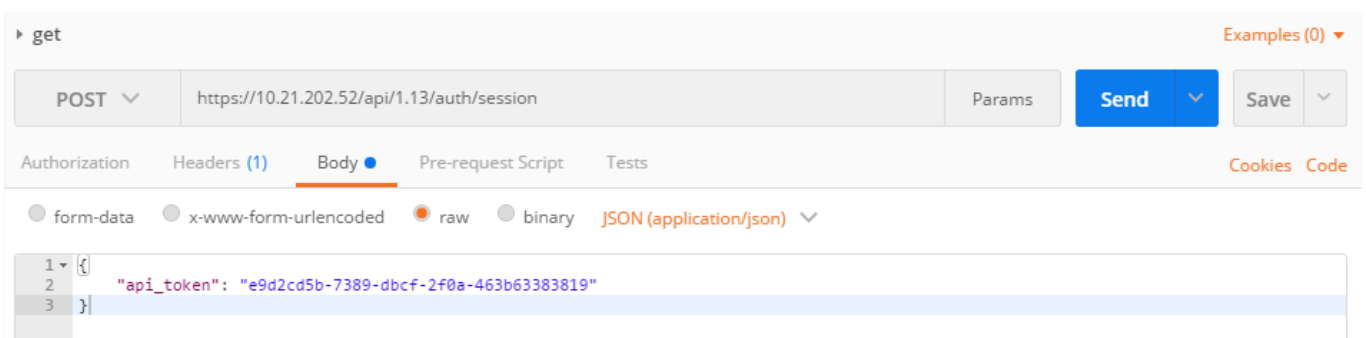 get Examples (0)
POST https://10.21.202.52/api/1.13/auth/session Params Send Save
Authorization Headers (1) Body Pre-request Script Tests Cookies Code
form-data x-www-form-urlencoded raw binary JSON (application/json)
1 {
2 "api_token": "e9d2cd5b-7389-dbcf-2f0a-463b63383819"
3 }